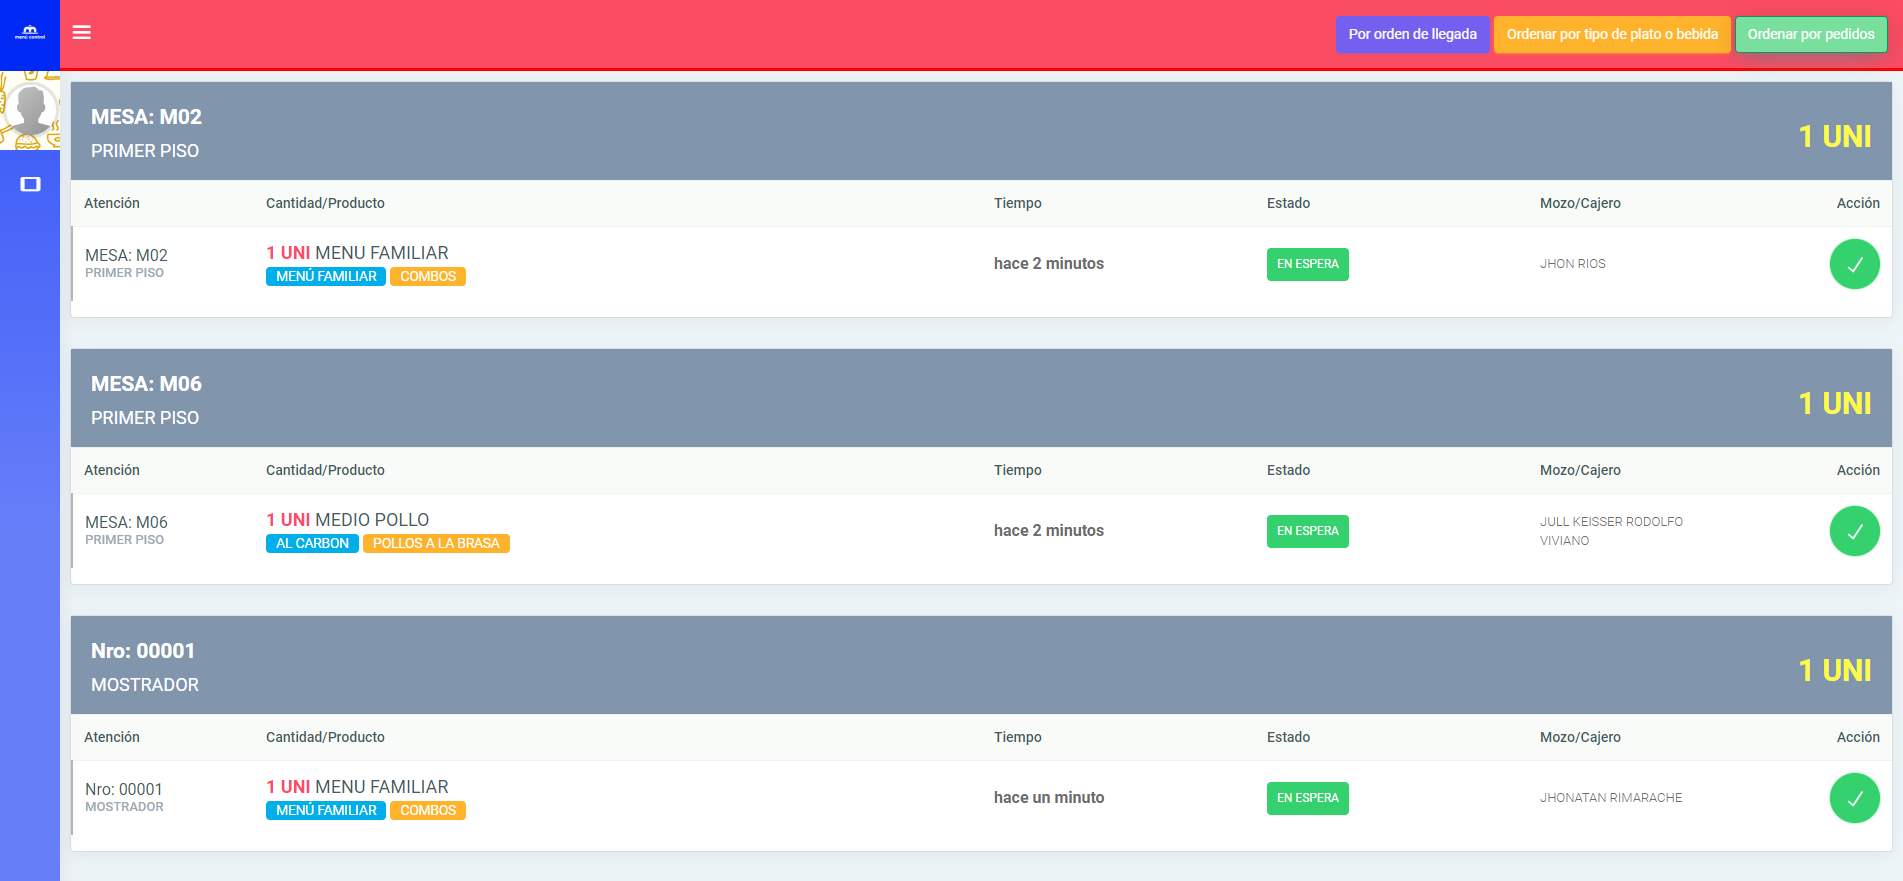 menú control
Por orden de llegada
Ordenar por tipo de plato o bebida
Ordenar por pedidos
MESA: M02
PRIMER PISO
1 UNI
Atención Cantidad/Producto Tiempo Estado Mozo/Cajero Acción
MESA: M02
PRIMER PISO
1 UNI MENU FAMILIAR
MENÚ FAMILIAR COMBOS
hace 2 minutos
EN ESPERA
JHON RIOS
MESA: M06
PRIMER PISO
1 UNI
Atención Cantidad/Producto Tiempo Estado Mozo/Cajero Acción
MESA: M06
PRIMER PISO
1 UNI MEDIO POLLO
AL CARBON POLLOS A LA BRASA
hace 2 minutos
EN ESPERA
JULL KEISSER RODOLFO
VIVIANO
Nro: 00001
MOSTRADOR
1 UNI
Atención Cantidad/Producto Tiempo Estado Mozo/Cajero Acción
Nro: 00001
MOSTRADOR
1 UNI MENU FAMILIAR
MENÚ FAMILIAR COMBOS
hace un minuto
EN ESPERA
JHONATAN RIMARACHE